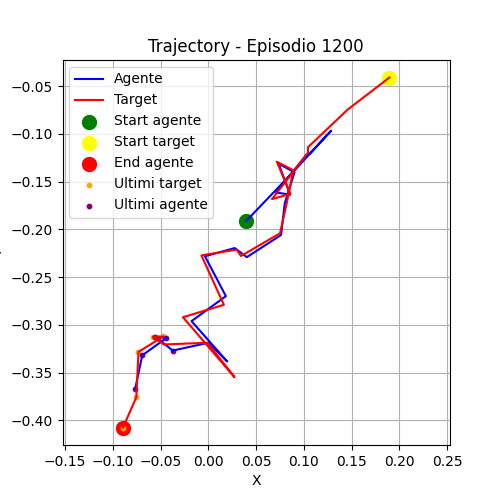 Trajectory - Episodio 1200
Agente
Target
Start agente
Start target
End agente
Ultimi target
Ultimi agente
−0.05
−0.10
−0.15
−0.20
−0.25
−0.30
−0.35
−0.40
−0.15
−0.10
−0.05
0.00
0.05
0.10
0.15
0.20
0.25
X